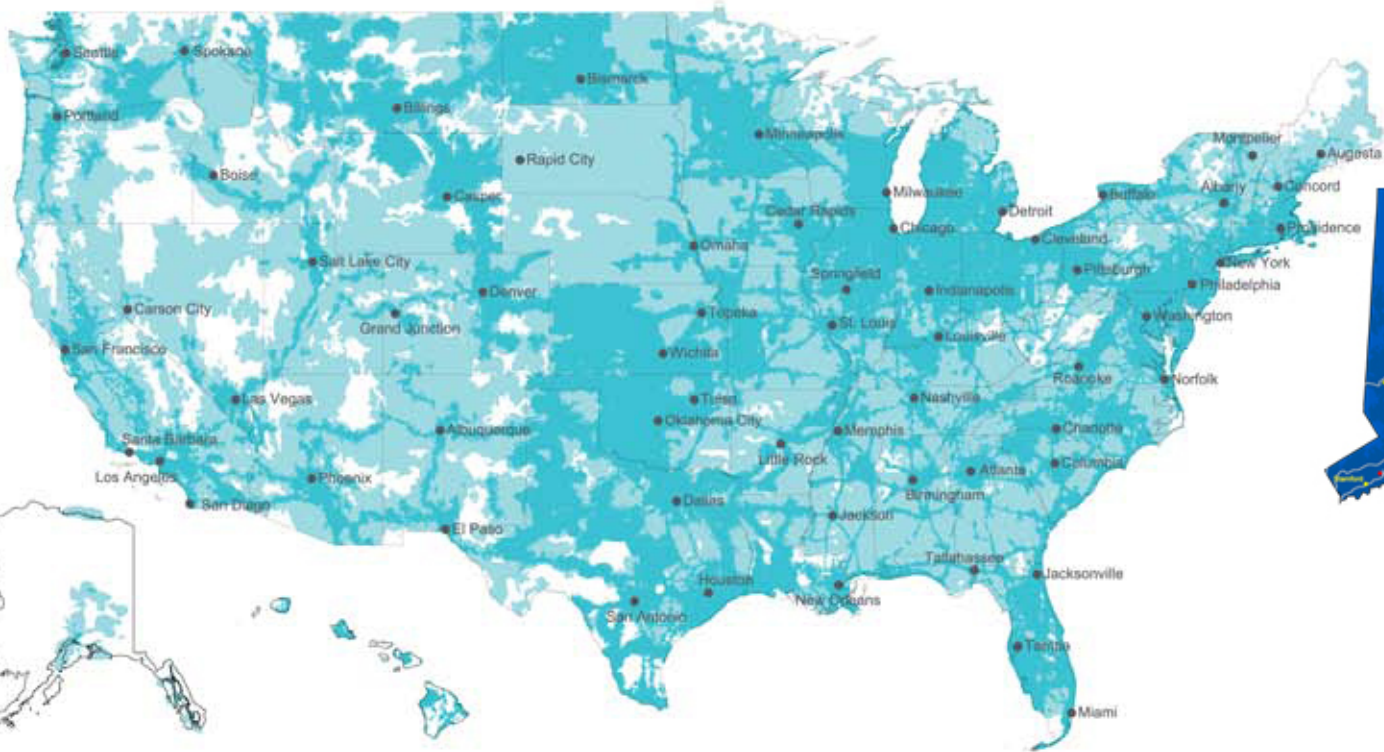 Seattle
Spokane
Portland
Billings
Bismarck
Minneapolis
Montpelier
Augusta
Rapid City
Boise
Casper
Milwaukee
Detroit
Buffalo
Albany
Concord
Cedar Rapids
Chicago
Cleveland
Providence
Omaha
Salt Lake City
Springfield
Pittsburgh
New York
Denver
Indianapolis
Philadelphia
Carson City
Grand Junction
Topeka
St. Louis
Washington
San Francisco
Wichita
Louisville
Roanoke
Norfolk
Las Vegas
Tulsa
Nashville
Oklahoma City
Albuquerque
Memphis
Charlotte
Santa Barbara
Little Rock
Los Angeles
Phoenix
Atlanta
Columbia
Birmingham
San Diego
Dallas
Jackson
El Paso
Tallahassee
Jacksonville
Houston
New Orleans
San Antonio
Tampa
Miami
Stamford